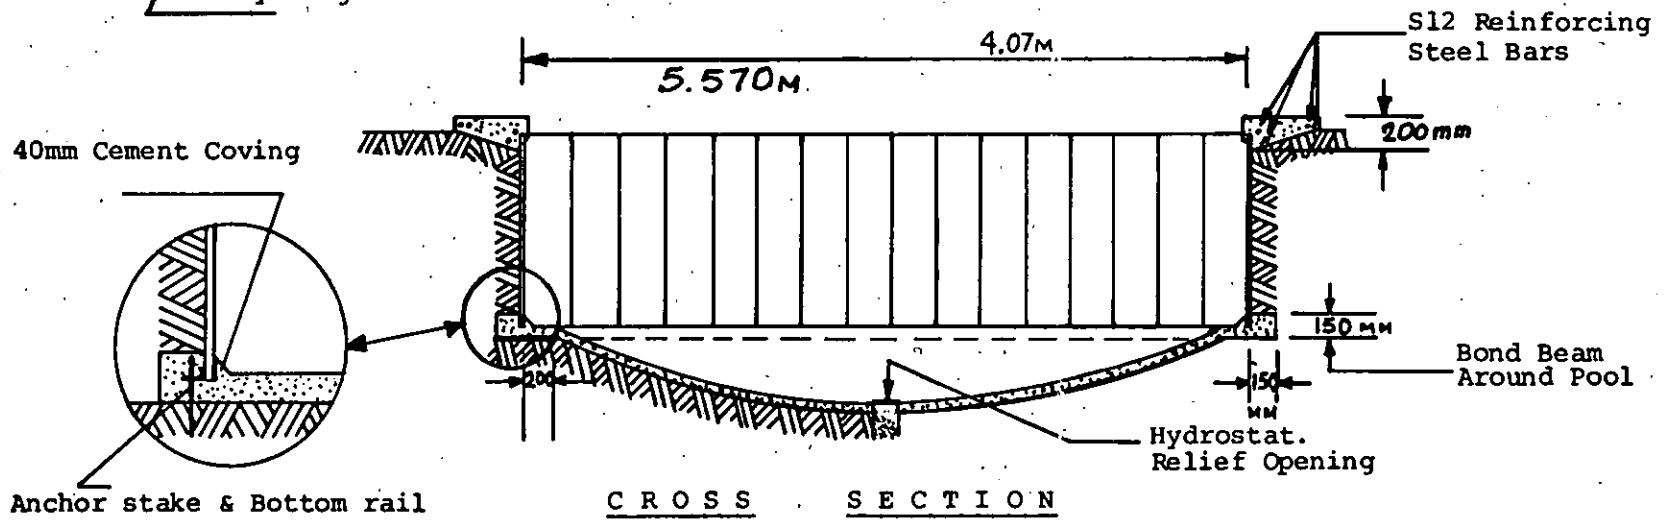 S12 Reinforcing
Steel Bars
4.07M
5.570M
200mm
40mm Cement Coving
150 MM
200
150
MM
Bond Beam
Around Pool
Hydrostat.
Relief Opening
Anchor stake & Bottom rail
CROSS SECTION